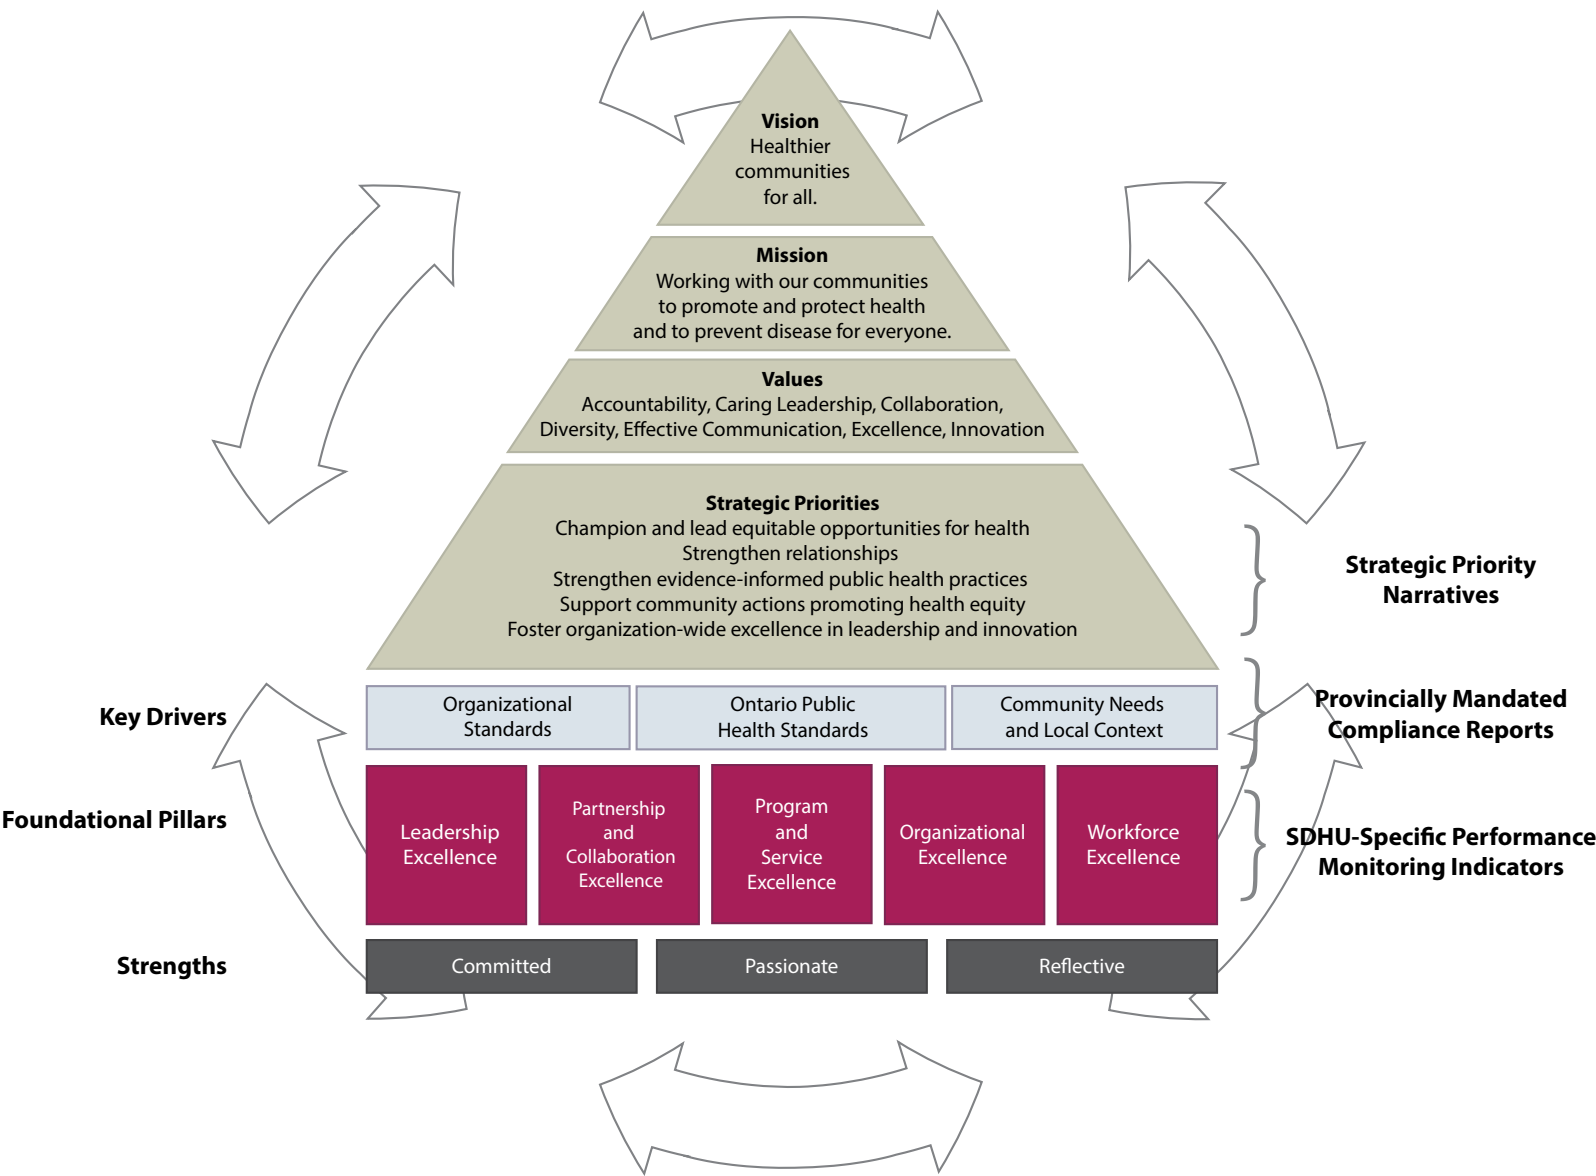 Vision
Healthier
communities
for all.
Mission
Working with our communities
to promote and protect health
and to prevent disease for everyone.
Values
Accountability, Caring Leadership, Collaboration,
Diversity, Effective Communication, Excellence, Innovation
Strategic Priorities
Champion and lead equitable opportunities for health
Strengthen relationships
Strengthen evidence-informed public health practices
Support community actions promoting health equity
Foster organization-wide excellence in leadership and innovation
Strategic Priority
Narratives
Key Drivers
Organizational
Standards
Ontario Public
Health Standards
Community Needs
and Local Context
Provincially Mandated
Compliance Reports
Foundational Pillars
Leadership
Excellence
Partnership
and
Collaboration
Excellence
Program
and
Service
Excellence
Organizational
Excellence
Workforce
Excellence
SDHU-Specific Performance
Monitoring Indicators
Strengths
Committed
Passionate
Reflective